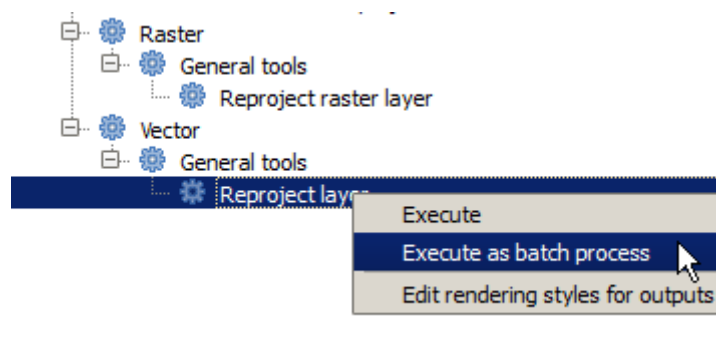 Raster
General tools
Reproject raster layer
Vector
General tools
Reproject layer
Execute
Execute as batch process
Edit rendering styles for outputs